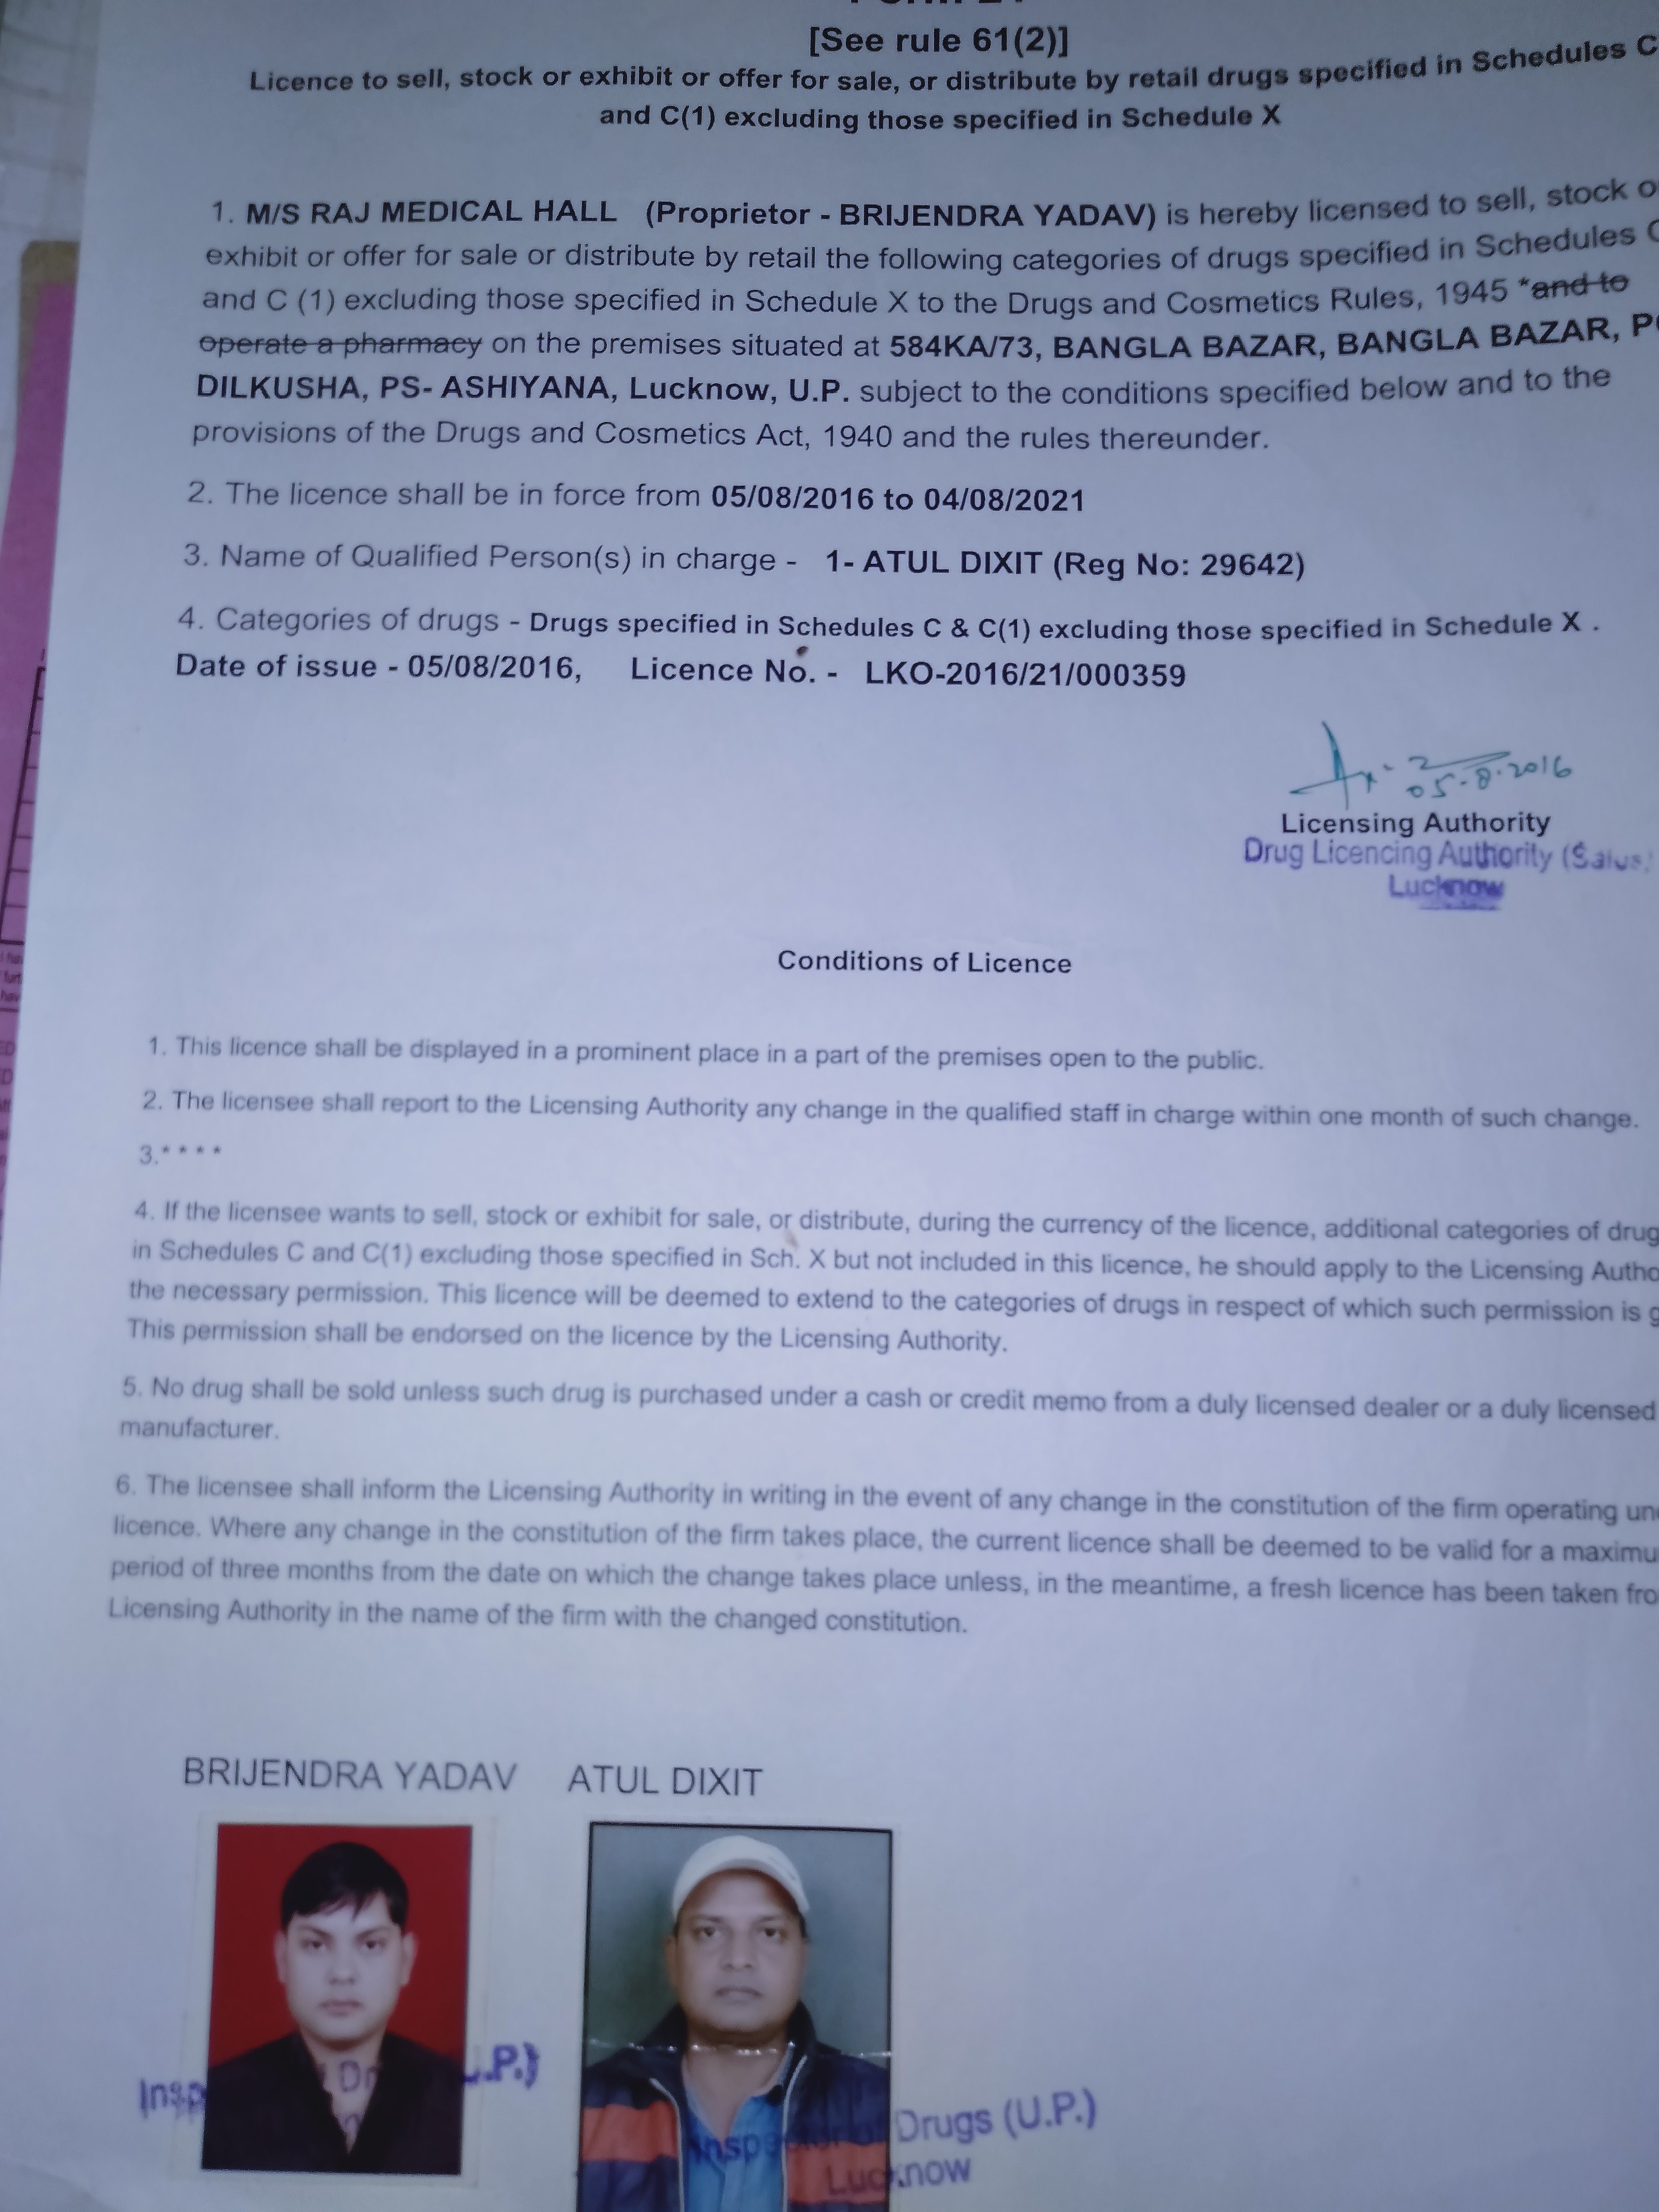 [See rule 61(2)]
Licence to sell, stock or exhibit or offer for sale, or distribute by retail drugs specified in Schedules C
and C(1) excluding those specified in Schedule X
1. M/S RAJ MEDICAL HALL (Proprietor - BRIJENDRA YADAV) is hereby licensed to sell, stock o
exhibit or offer for sale or distribute by retail the following categories of drugs specified in Schedules C
and C (1) excluding those specified in Schedule X to the Drugs and Cosmetics Rules, 1945 *and to
operate a pharmacy on the premises situated at 584KA/73, BANGLA BAZAR, BANGLA BAZAR, P
DILKUSHA, PS- ASHIYANA, Lucknow, U.P. subject to the conditions specified below and to the
provisions of the Drugs and Cosmetics Act, 1940 and the rules thereunder.
2. The licence shall be in force from 05/08/2016 to 04/08/2021
3. Name of Qualified Person(s) in charge - 1- ATUL DIXIT (Reg No: 29642)
4. Categories of drugs - Drugs specified in Schedules C & C(1) excluding those specified in Schedule X .
Date of issue - 05/08/2016, Licence No. - LKO-2016/21/000359
05-8-2016
Licensing Authority
Drug Licencing Authority
Lucknow
Conditions of Licence
1. This licence shall be displayed in a prominent place in a part of the premises open to the public.
2. The licensee shall report to the Licensing Authority any change in the qualified staff in charge within one month of such change.
3.* * * *
4. If the licensee wants to sell, stock or exhibit for sale, or distribute, during the currency of the licence, additional categories of drug
in Schedules C and C(1) excluding those specified in Sch. X but not included in this licence, he should apply to the Licensing Autho
the necessary permission. This licence will be deemed to extend to the categories of drugs in respect of which such permission is g
This permission shall be endorsed on the licence by the Licensing Authority.
5. No drug shall be sold unless such drug is purchased under a cash or credit memo from a duly licensed dealer or a duly licensed
manufacturer.
6. The licensee shall inform the Licensing Authority in writing in the event of any change in the constitution of the firm operating un
licence. Where any change in the constitution of the firm takes place, the current licence shall be deemed to be valid for a maximu
period of three months from the date on which the change takes place unless, in the meantime, a fresh licence has been taken fro
Licensing Authority in the name of the firm with the changed constitution.
BRIJENDRA YADAV ATUL DIXIT
Insp Dr U.P.)
Inspector of Drugs (U.P.)
Lucknow